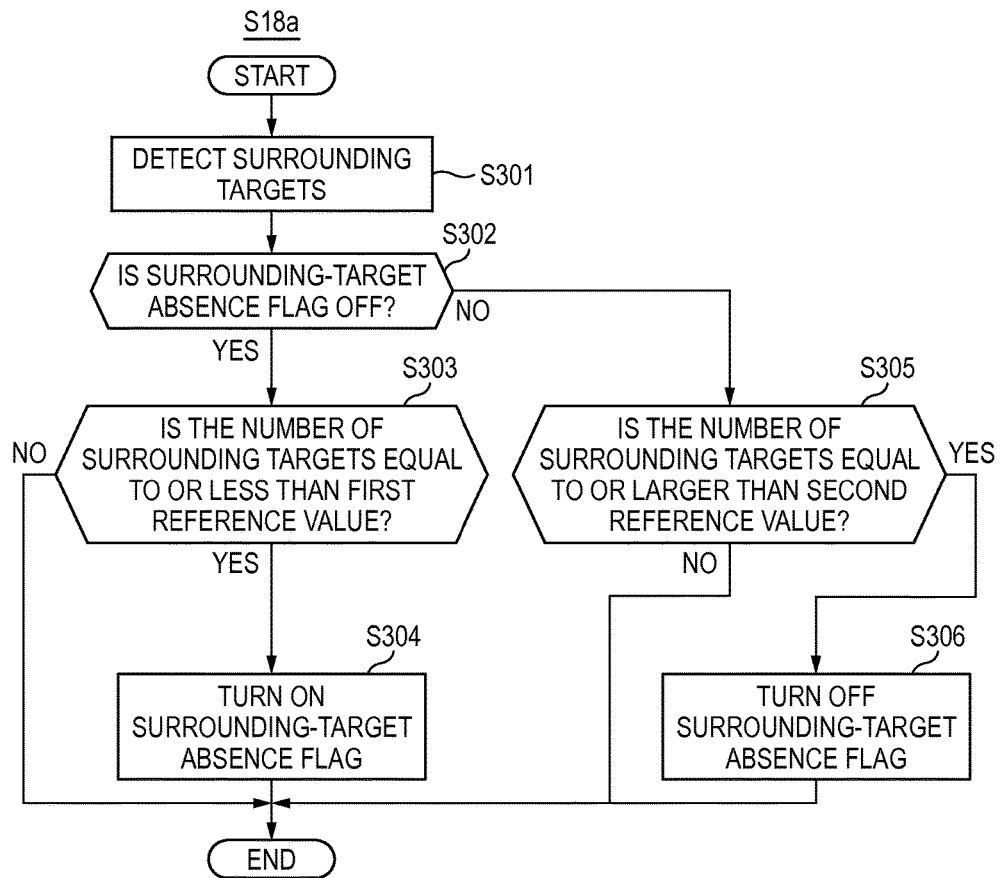 S18a
START
DETECT SURROUNDING
TARGETS
S301
S302
IS SURROUNDING-TARGET
ABSENCE FLAG OFF?
NO
YES
S303
S305
NO
IS THE NUMBER OF
SURROUNDING TARGETS EQUAL
TO OR LESS THAN FIRST
REFERENCE VALUE?
IS THE NUMBER OF
SURROUNDING TARGETS EQUAL
TO OR LARGER THAN SECOND
REFERENCE VALUE?
YES
YES
NO
S304
S306
TURN ON
SURROUNDING-TARGET
ABSENCE FLAG
TURN OFF
SURROUNDING-TARGET
ABSENCE FLAG
END